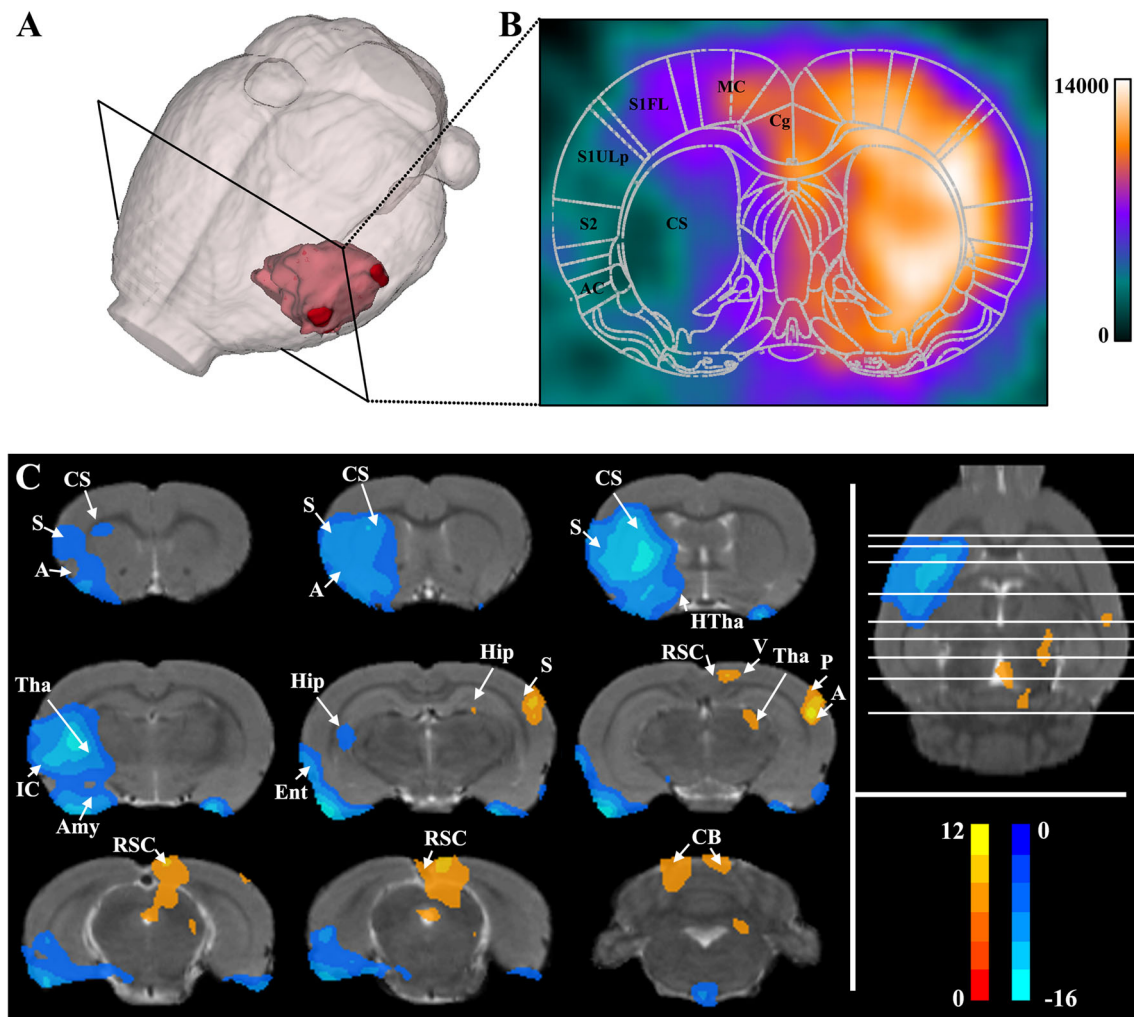 A
B
14000
MC
S1FL
Cg
S1ULp
S2
CS
AC
0
C
CS
S
A
CS
S
A
CS
S
HTha
Tha
IC
Amy
Hip
Hip
S
Ent
RSC
V
Tha
P
A
RSC
RSC
CB
12
0
0
-16